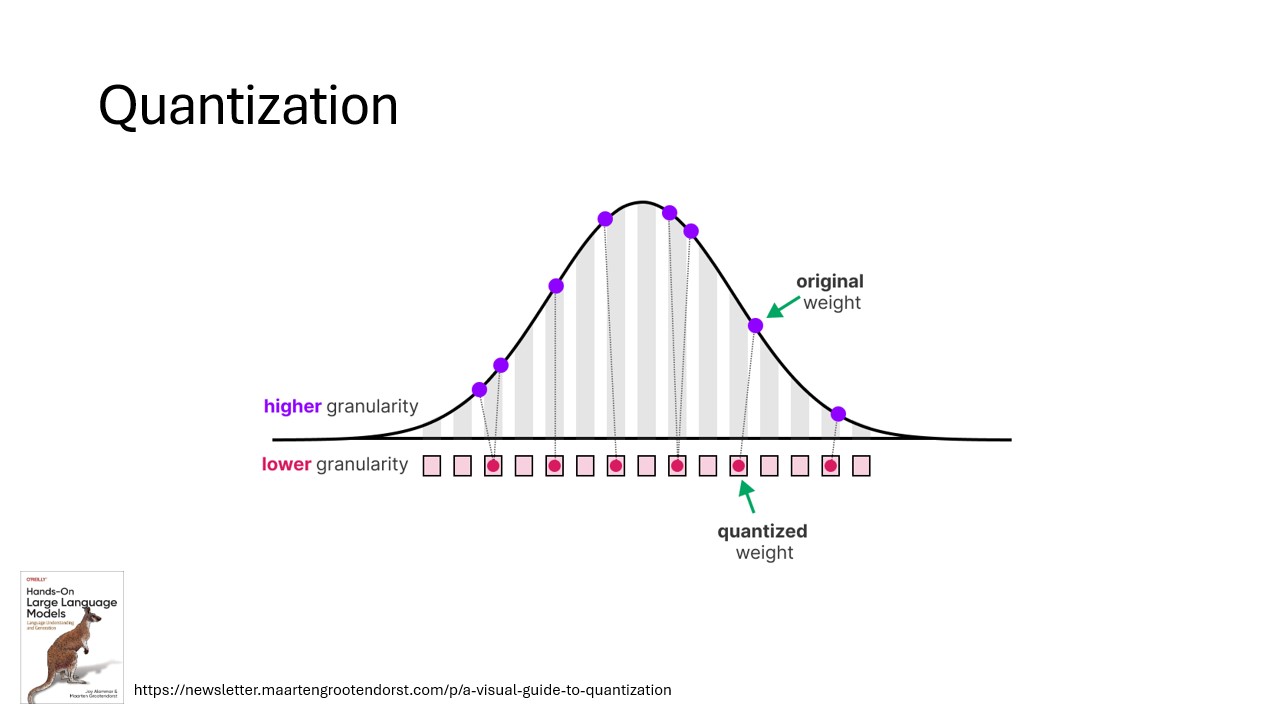 Quantization
original
weight
higher granularity
lower granularity
quantized
weight
O'REILLY
Hands-On
Large Language
Models
Language Understanding
and Generation
Jay Alammar &
Maarten Grootendorst
https://newsletter.maartengrootendorst.com/p/a-visual-guide-to-quantization